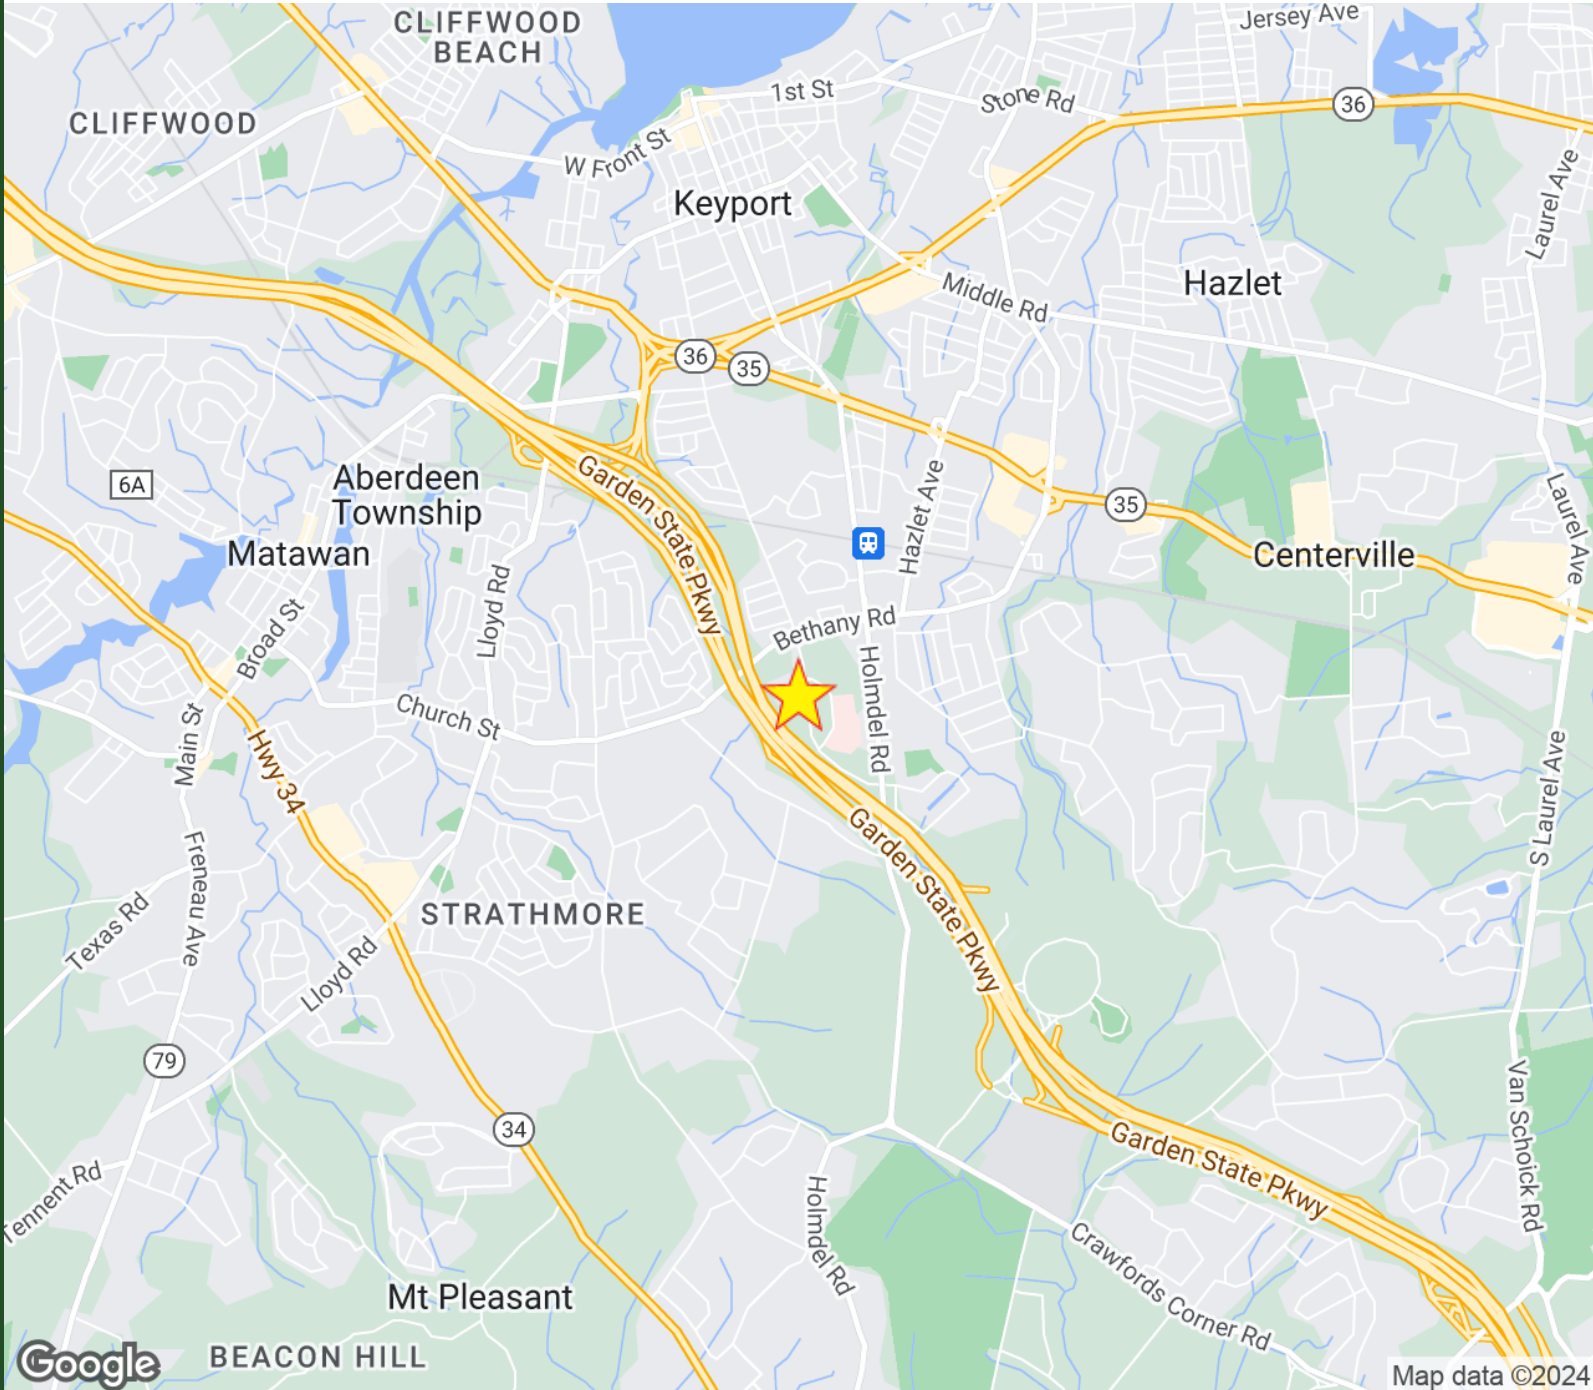 CLIFFWOOD
BEACH
Jersey Ave
1st St
Stone Rd
36
CLIFFWOOD
W Front St
Laurel Ave
Keyport
Hazlet
Middle Rd
36
35
Aberdeen
Township
6A
Garden State Pkwy
Hazlet Ave
35
Laurel Ave
Matawan
Centerville
Lloyd Rd
Broad St
Bethany Rd
Holmdel Rd
Church St
Main St
Hwy 34
S Laurel Ave
Freneau Ave
Garden State Pkwy
STRATHMORE
Texas Rd
Lloyd Rd
79
Van Schoick Rd
34
Garden State Pkwy
Tennent Rd
Holmdel Rd
Crawfords Corner Rd
Mt Pleasant
BEACON HILL
Google
Map data ©2024